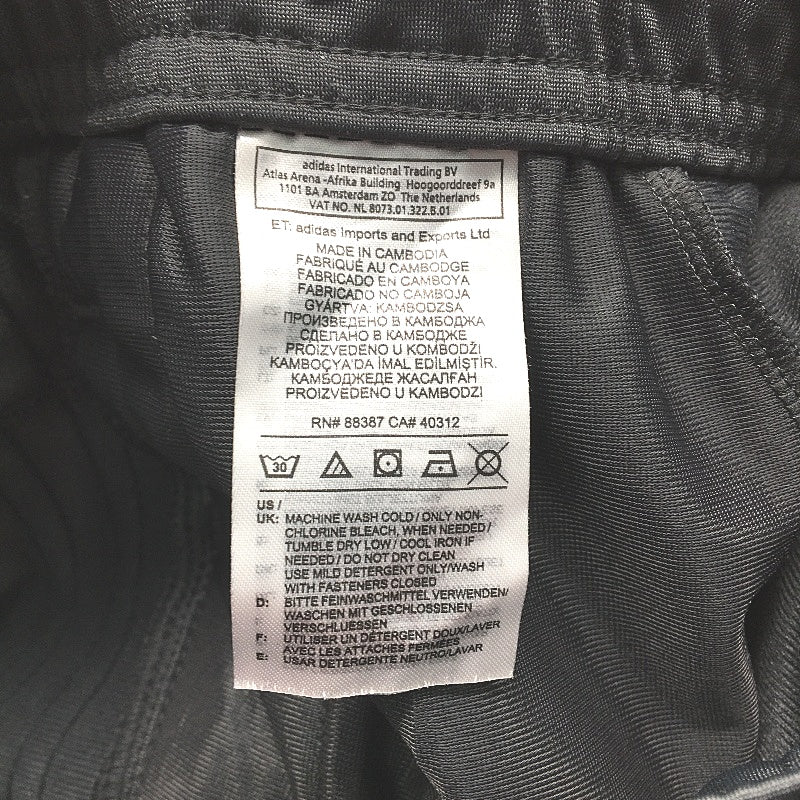 adidas International Trading BV
Atlas Arena -Afrika Building Hoogoorddreef 9a
1101 BA Amsterdam ZO The Netherlands
VAT NO. NL 8073.01.322.B.01
ET: adidas Imports and Exports Ltd
MADE IN CAMBODIA
FABRIQUÉ AU CAMBODGE
FABRICADO EN CAMBOYA
FABRICADO NO CAMBOJA
GYÁRTVA: KAMBODZSA
ПРОИЗВЕДЕНО В КАМБОДЖА
СДЕЛАНО В КАМБОДЖЕ
PROIZVEDENO U KOMBODŽI
KAMBOÇYA'DA İMAL EDİLMİŞTİR.
КАМБОДЖЕДЕ ЖАСАЛҒАН
PROIZVEDENO U KAMBODZI
RN# 88387 CA# 40312
30
US /
UK: MACHINE WASH COLD / ONLY NON-
CHLORINE BLEACH, WHEN NEEDED /
TUMBLE DRY LOW / COOL IRON IF
NEEDED / DO NOT DRY CLEAN
USE MILD DETERGENT ONLY/WASH
WITH FASTENERS CLOSED
D: BITTE FEINWASCHMITTEL VERWENDEN/
WASCHEN MIT GESCHLOSSENEN
VERSCHLUESSEN
F: UTILISER UN DÉTERGENT DOUX/LAVER
AVEC LES ATTACHES FERMÉES
E: USAR DETERGENTE NEUTRO/LAVAR